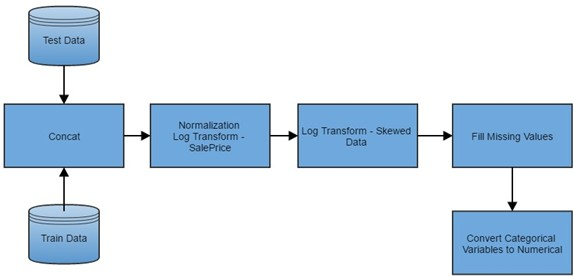 Test Data
Concat
Normalization
Log Transform -
SalePrice
Log Transform - Skewed
Data
Fill Missing Values
Train Data
Convert Categorical
Variables to Numerical